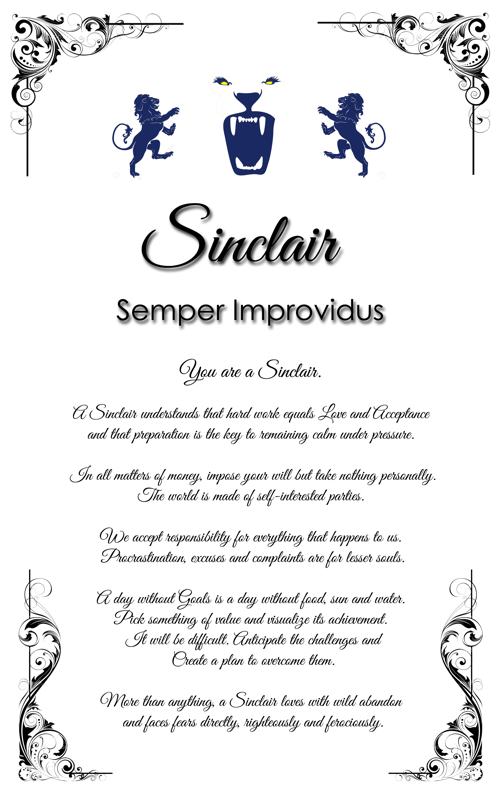 Sinclair
Semper Improvidus
You are a Sinclair.
A Sinclair understands that hard work equals Love and Acceptance
and that preparation is the key to remaining calm under pressure.
In all matters of money, impose your will but take nothing personally.
The world is made of self-interested parties.
We accept responsibility for everything that happens to us.
Procrastination, excuses and complaints are for lesser souls.
A day without Goals is a day without food, sun and water.
Pick something of value and visualize its achievement.
It will be difficult. Anticipate the challenges and
Create a plan to overcome them.
More than anything, a Sinclair loves with wild abandon
and faces fears directly, righteously and ferociously.